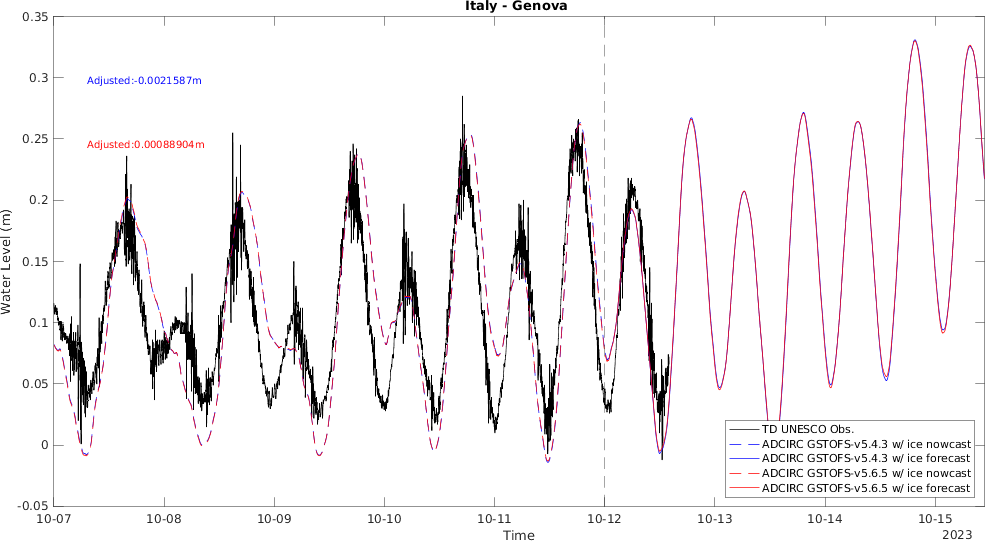 Italy - Genova
0.35
0.3
0.25
0.2
0.15
0.1
0.05
0
-0.05
Water Level (m)
Adjusted:-0.0021587m
Adjusted:0.00088904m
TD UNESCO Obs.
ADCIRC GSTOFS-v5.4.3 w/ ice nowcast
ADCIRC GSTOFS-v5.4.3 w/ ice forecast
ADCIRC GSTOFS-v5.6.5 w/ ice nowcast
ADCIRC GSTOFS-v5.6.5 w/ ice forecast
10-07 10-08 10-09 10-10 10-11 10-12 10-13 10-14 10-15
Time
2023